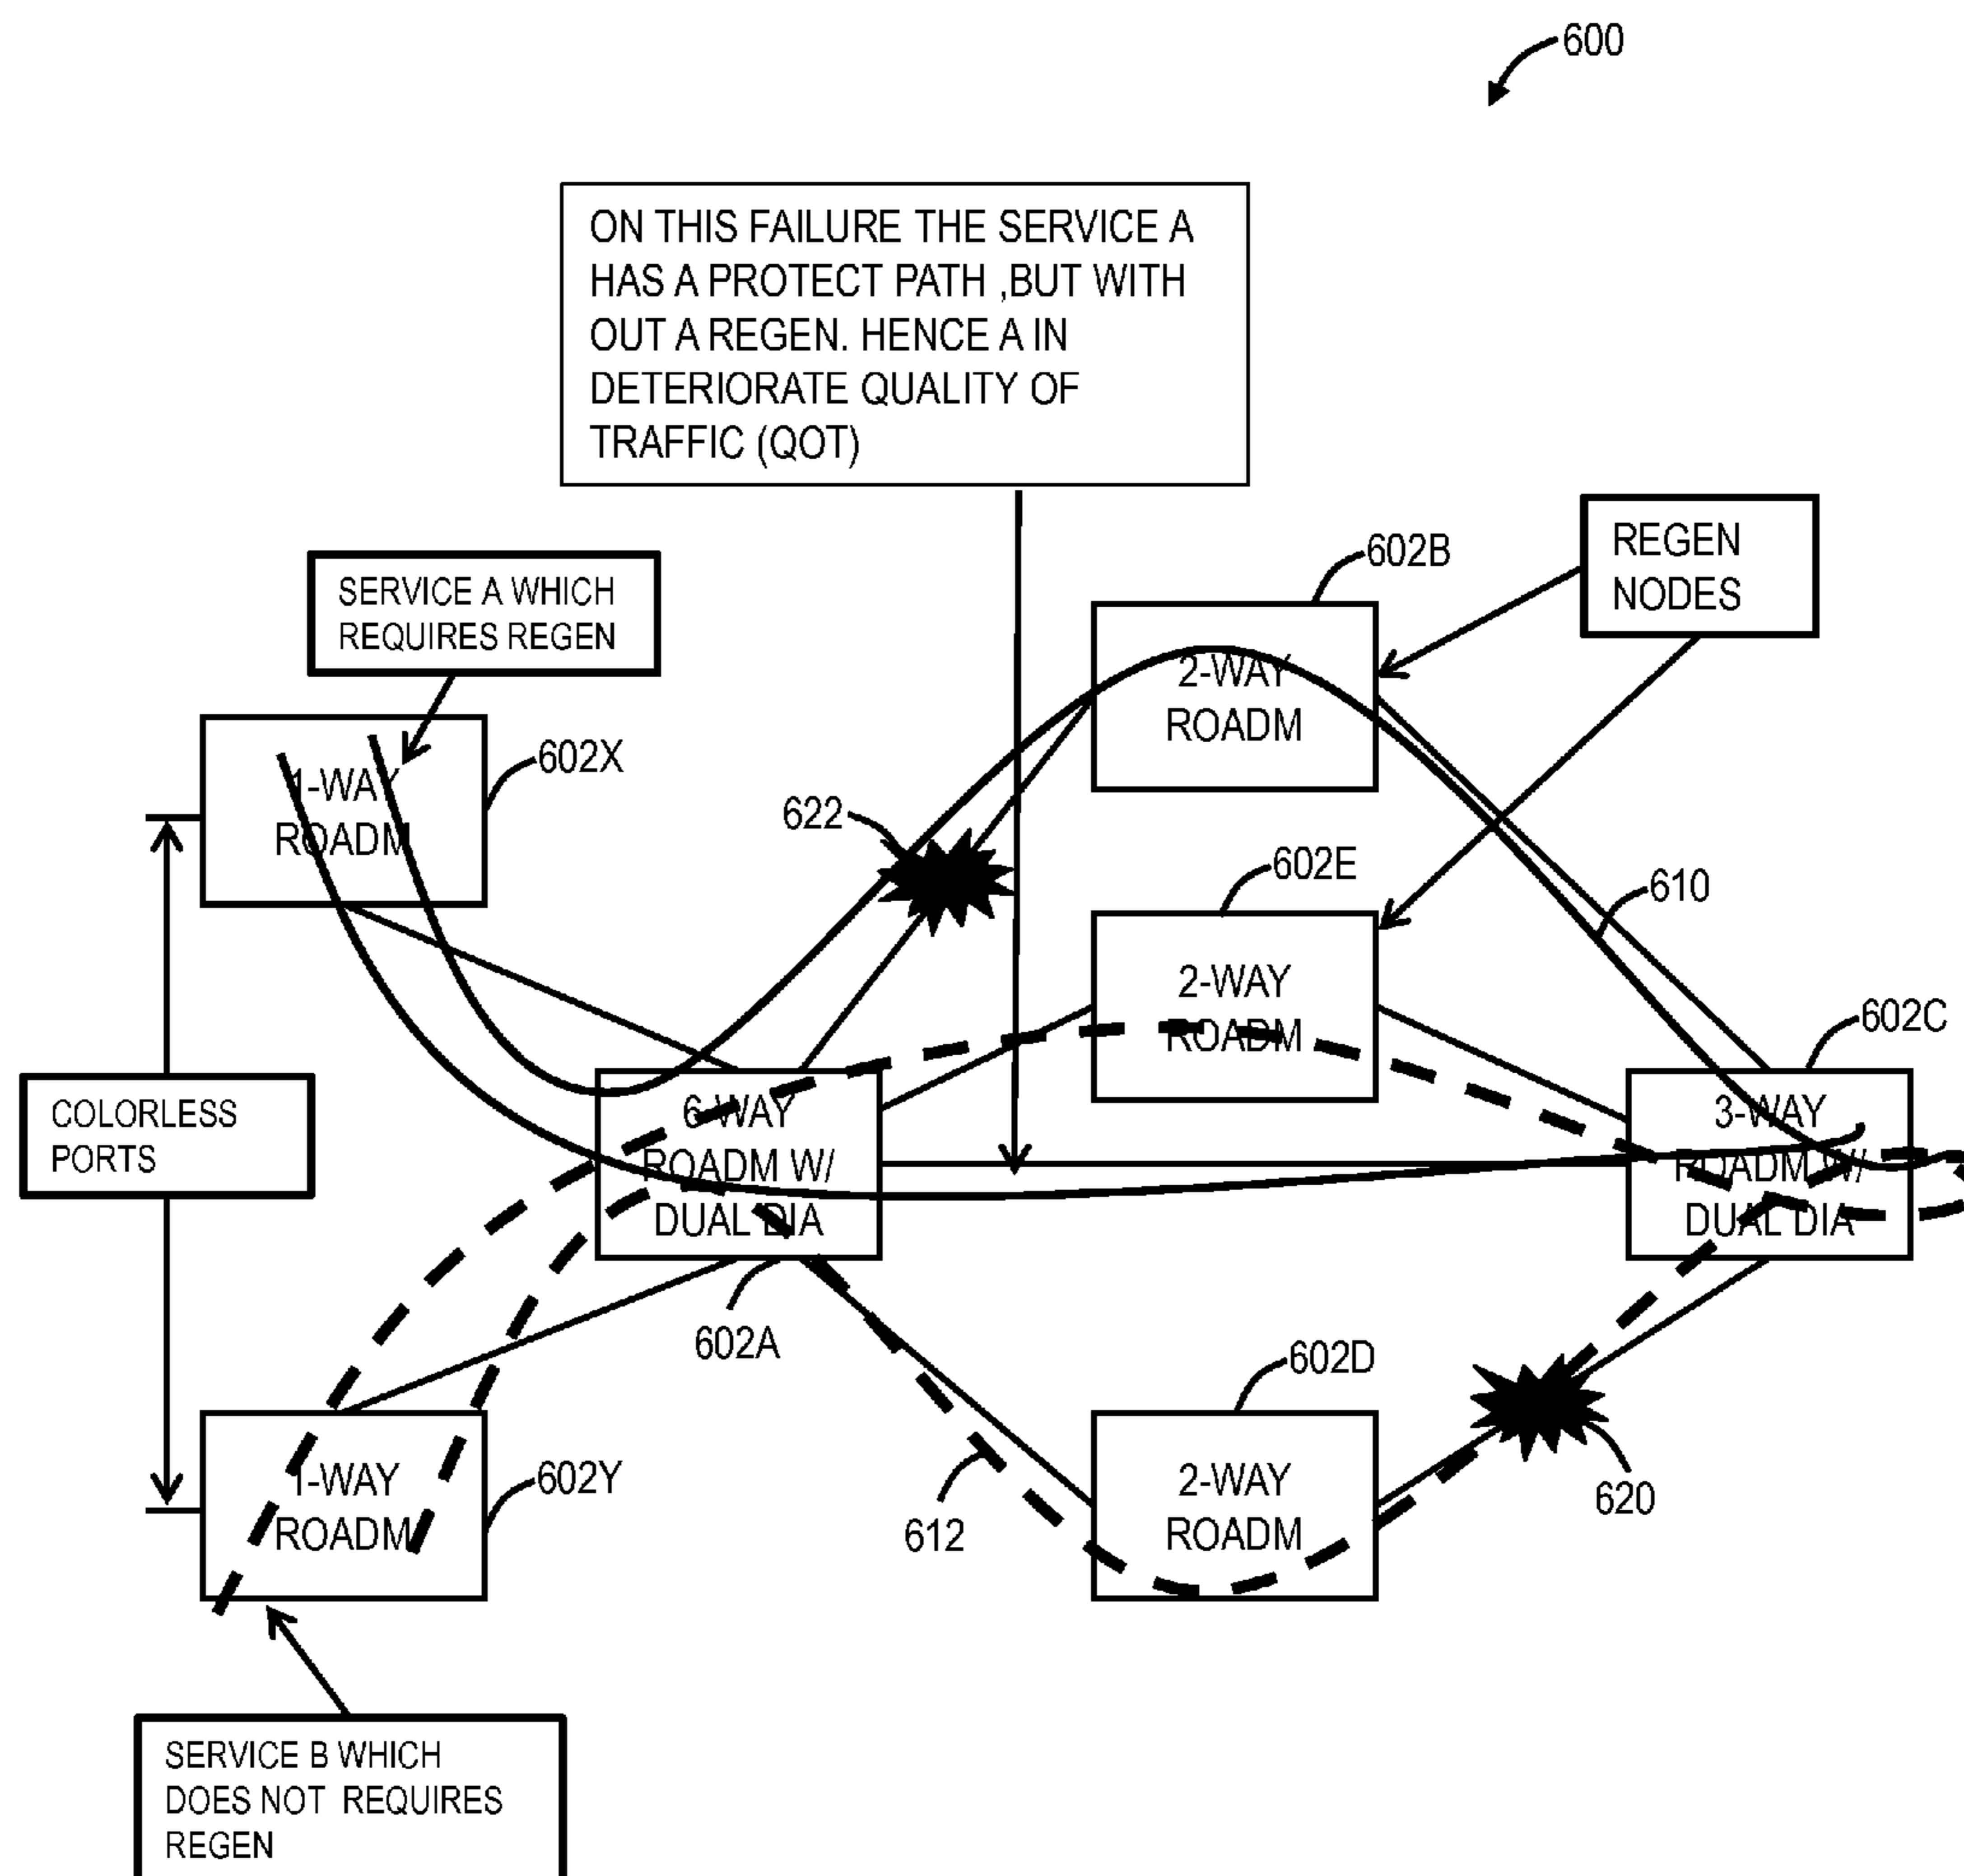 600
ON THIS FAILURE THE SERVICE A
HAS A PROTECT PATH ,BUT WITH
OUT A REGEN. HENCE A IN
DETERIORATE QUALITY OF
TRAFFIC (QOT)
REGEN
NODES
602B
SERVICE A WHICH
REQUIRES REGEN
2-WAY
ROADM
602X
1-WAY
ROADM
622
602E
610
2-WAY
ROADM
602C
COLORLESS
PORTS
6-WAY
ROADM W/
DUAL DIA
3-WAY
ROADM W/
DUAL DIA
602A
602D
1-WAY
ROADM
602Y
612
2-WAY
ROADM
620
SERVICE B WHICH
DOES NOT REQUIRES
REGEN